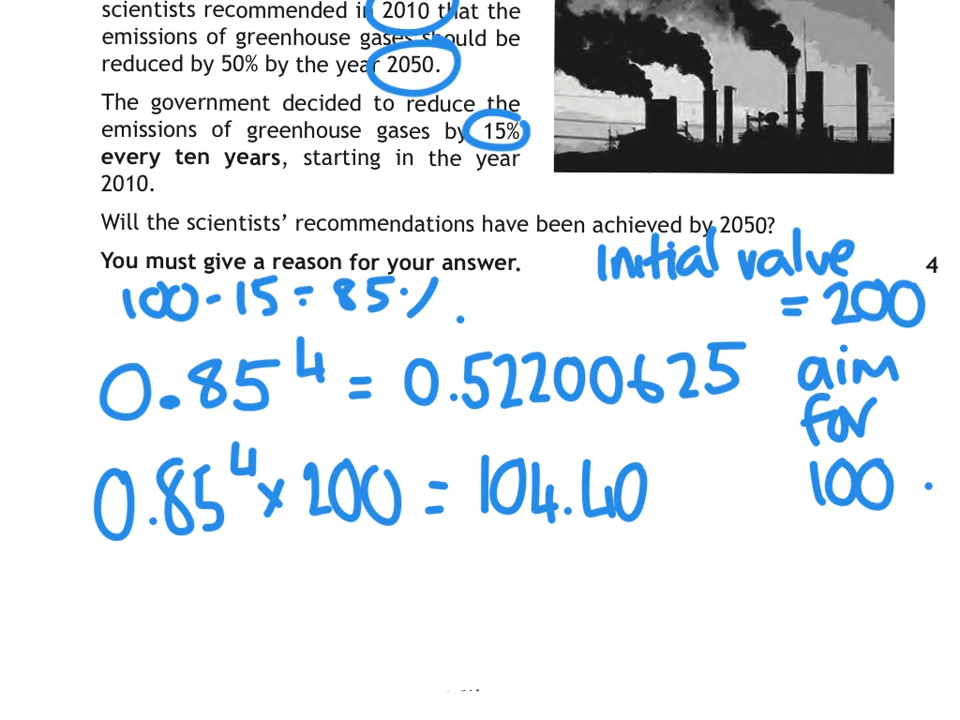 scientists recommended in 2010 that the
emissions of greenhouse gases should be
reduced by 50% by the year 2050.
The government decided to reduce the
emissions of greenhouse gases by 15%
every ten years, starting in the year
2010.
Will the scientists’ recommendations have been achieved by 2050?
You must give a reason for your answer.
4
Initial value
= 200
100 - 15 = 85%.
0.85⁴ = 0.52200625
aim
for
100.
0.85⁴ x 200 = 104.40